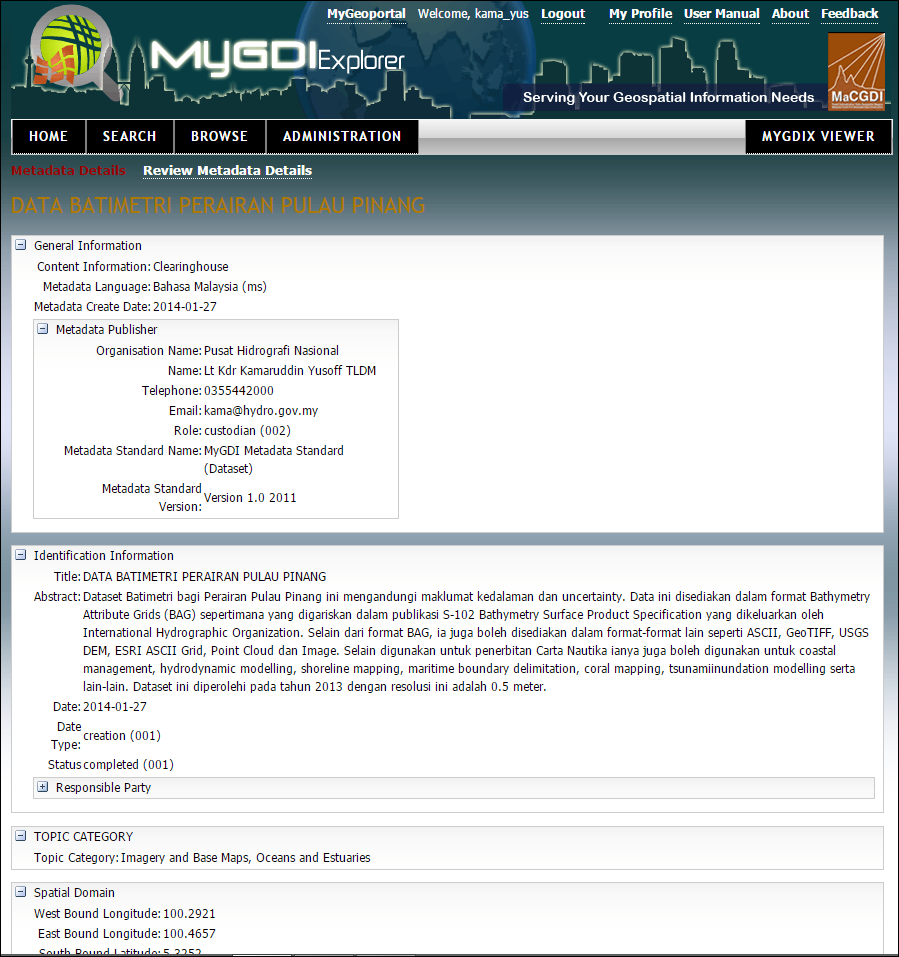 MyGeoportal Welcome, kama_yus Logout My Profile User Manual About Feedback
MyGDI Explorer
Serving Your Geospatial Information Needs
MaCGDI
HOME SEARCH BROWSE ADMINISTRATION MYGDIX VIEWER
Metadata Details Review Metadata Details
DATA BATIMETRI PERAIRAN PULAU PINANG
General Information
Content Information: Clearinghouse
Metadata Language: Bahasa Malaysia (ms)
Metadata Create Date: 2014-01-27
Metadata Publisher
Organisation Name: Pusat Hidrografi Nasional
Name: Lt Kdr Kamaruddin Yusoff TLDM
Telephone: 0355442000
Email: kama@hydro.gov.my
Role: custodian (002)
Metadata Standard Name: MyGDI Metadata Standard
(Dataset)
Metadata Standard
Version: Version 1.0 2011
Identification Information
Title: DATA BATIMETRI PERAIRAN PULAU PINANG
Abstract: Dataset Batimetri bagi Perairan Pulau Pinang ini mengandungi maklumat kedalaman dan uncertainty. Data ini disediakan dalam format Bathymetry
Attribute Grids (BAG) sepertimana yang digariskan dalam publikasi S-102 Bathymetry Surface Product Specification yang dikeluarkan oleh
International Hydrographic Organization. Selain dari format BAG, ia juga boleh disediakan dalam format-format lain seperti ASCII, GeoTIFF, USGS
DEM, ESRI ASCII Grid, Point Cloud dan Image. Selain digunakan untuk penerbitan Carta Nautika ianya juga boleh digunakan untuk coastal
management, hydrodynamic modelling, shoreline mapping, maritime boundary delimitation, coral mapping, tsunamiinundation modelling serta
lain-lain. Dataset ini diperolehi pada tahun 2013 dengan resolusi ini adalah 0.5 meter.
Date: 2014-01-27
Date
Type: creation (001)
Status completed (001)
Responsible Party
TOPIC CATEGORY
Topic Category: Imagery and Base Maps, Oceans and Estuaries
Spatial Domain
West Bound Longitude: 100.2921
East Bound Longitude: 100.4657
South Bound Latitude: 5.3252